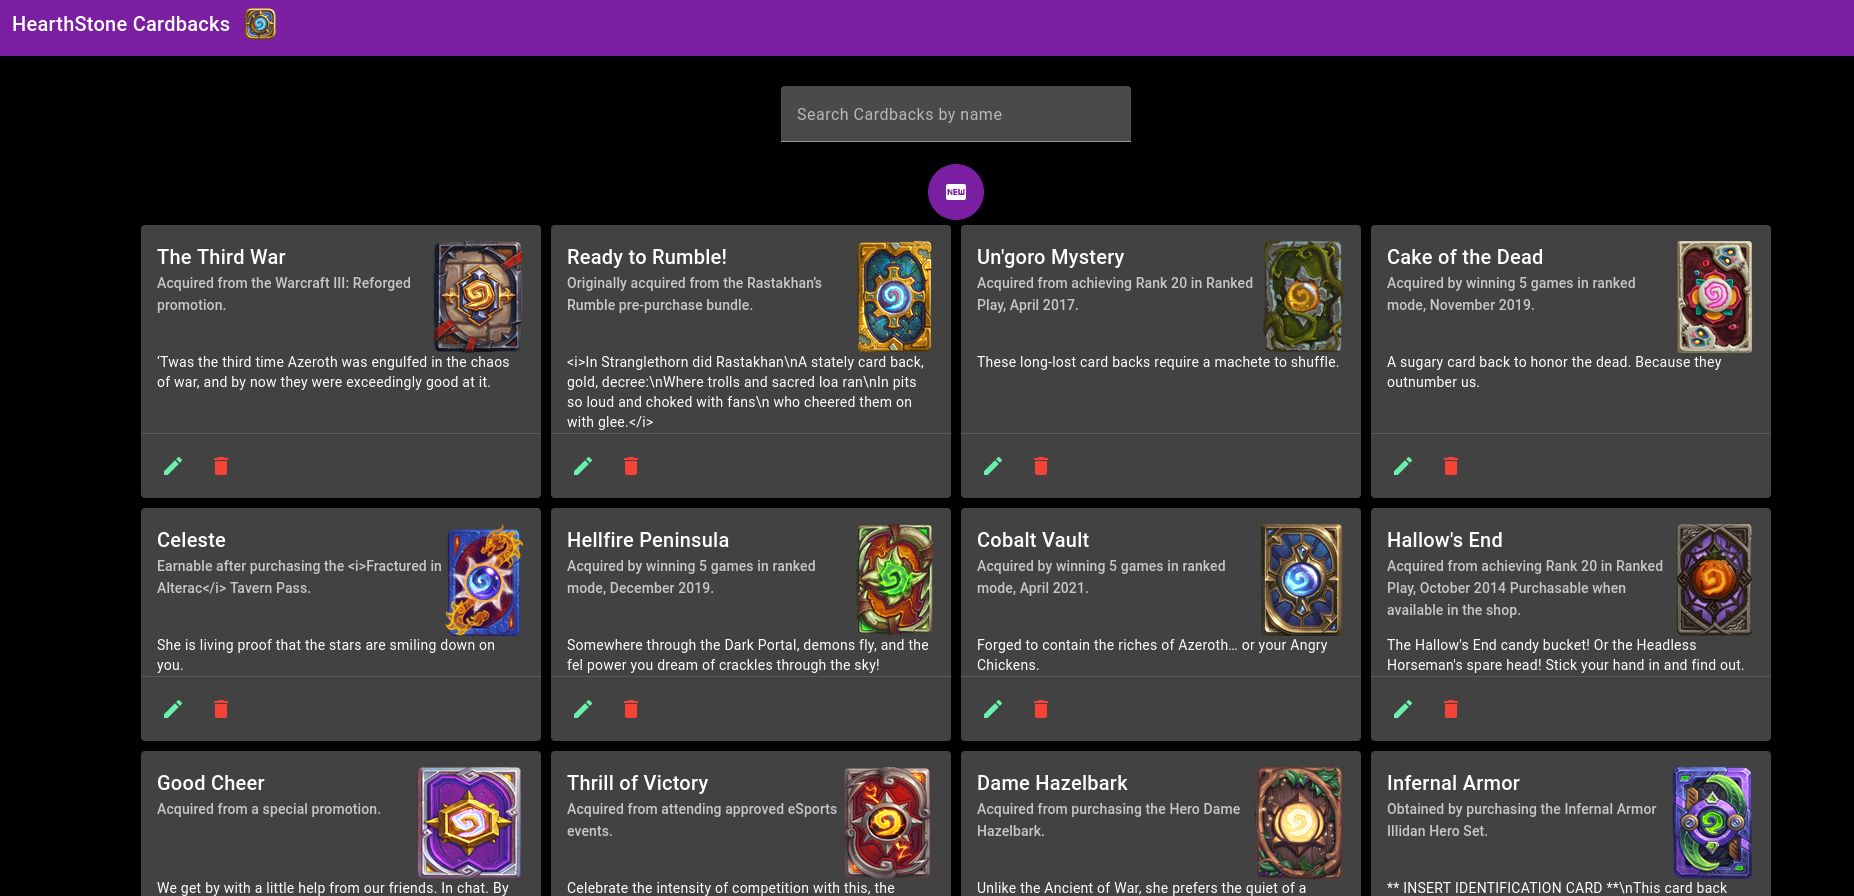 HearthStone Cardbacks
Search Cardbacks by name
NEW
The Third War
Acquired from the Warcraft III: Reforged
promotion.
'Twas the third time Azeroth was engulfed in the chaos
of war, and by now they were exceedingly good at it.
Ready to Rumble!
Originally acquired from the Rastakhan’s
Rumble pre-purchase bundle.
<i>In Stranglethorn did Rastakhan\nA stately card back,
gold, decree:\nWhere trolls and sacred loa ran\nIn pits
so loud and choked with fans\n who cheered them on
with glee.</i>
Un'goro Mystery
Acquired from achieving Rank 20 in Ranked
Play, April 2017.
These long-lost card backs require a machete to shuffle.
Cake of the Dead
Acquired by winning 5 games in ranked
mode, November 2019.
A sugary card back to honor the dead. Because they
outnumber us.
Celeste
Earnable after purchasing the <i>Fractured in
Alterac</i> Tavern Pass.
She is living proof that the stars are smiling down on
you.
Hellfire Peninsula
Acquired by winning 5 games in ranked
mode, December 2019.
Somewhere through the Dark Portal, demons fly, and the
fel power you dream of crackles through the sky!
Cobalt Vault
Acquired by winning 5 games in ranked
mode, April 2021.
Forged to contain the riches of Azeroth… or your Angry
Chickens.
Hallow's End
Acquired from achieving Rank 20 in Ranked
Play, October 2014 Purchasable when
available in the shop.
The Hallow's End candy bucket! Or the Headless
Horseman's spare head! Stick your hand in and find out.
Good Cheer
Acquired from a special promotion.
We get by with a little help from our friends. In chat. By
Thrill of Victory
Acquired from attending approved eSports
events.
Celebrate the intensity of competition with this, the
Dame Hazelbark
Acquired from purchasing the Hero Dame
Hazelbark.
Unlike the Ancient of War, she prefers the quiet of a
Infernal Armor
Obtained by purchasing the Infernal Armor
Illidan Hero Set.
** INSERT IDENTIFICATION CARD **\nThis card back